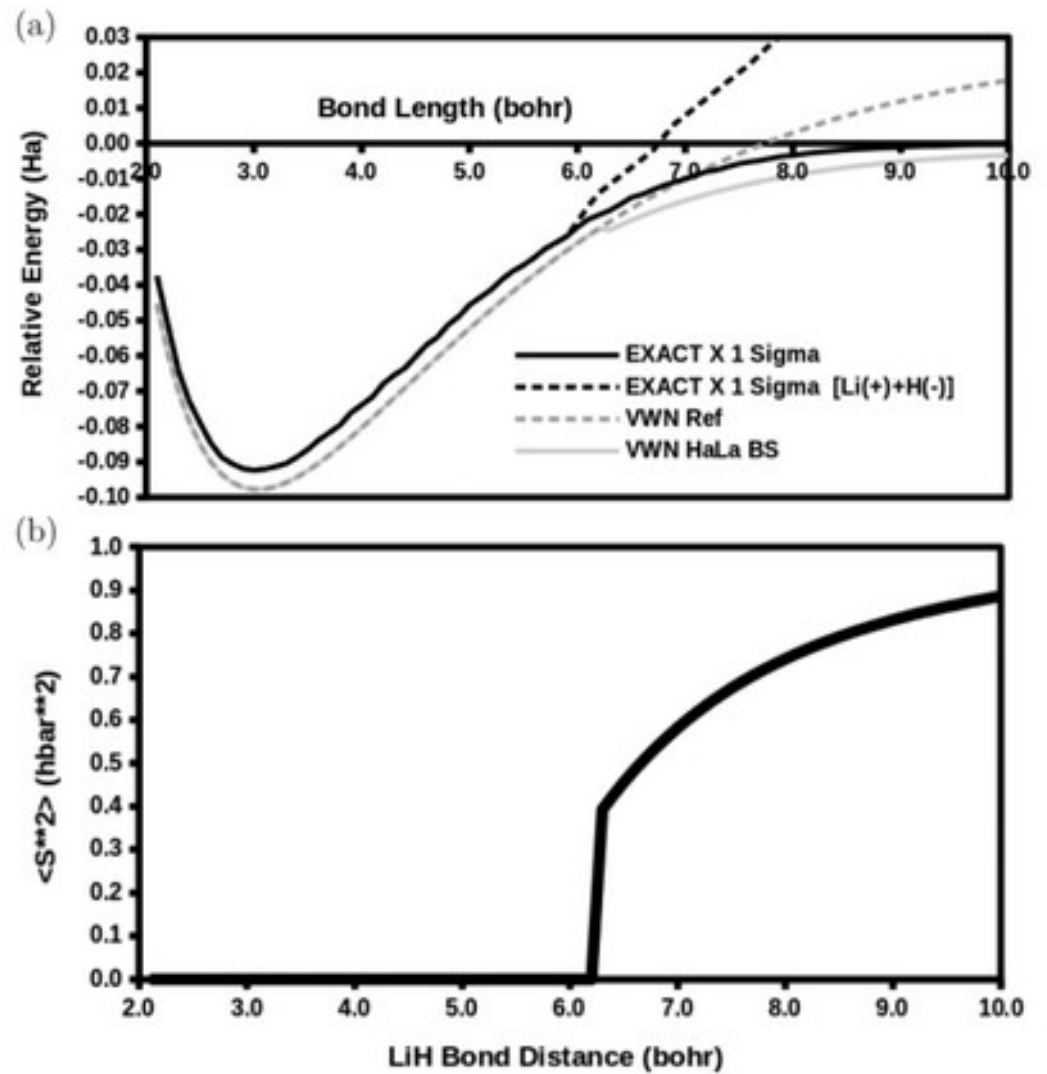 (a)
0.03
0.02
0.01
0.00
-0.01
-0.02
-0.03
-0.04
-0.05
-0.06
-0.07
-0.08
-0.09
-0.10
Relative Energy (Ha)
Bond Length (bohr)
2.0 3.0 4.0 5.0 6.0 7.0 8.0 9.0 10.0
EXACT X 1 Sigma
EXACT X 1 Sigma [Li(+)+H(-)]
VWN Ref
VWN HaLa BS
(b)
1.0
0.9
0.8
0.7
0.6
0.5
0.4
0.3
0.2
0.1
0.0
<S**2> (hbar**2)
2.0 3.0 4.0 5.0 6.0 7.0 8.0 9.0 10.0
LiH Bond Distance (bohr)